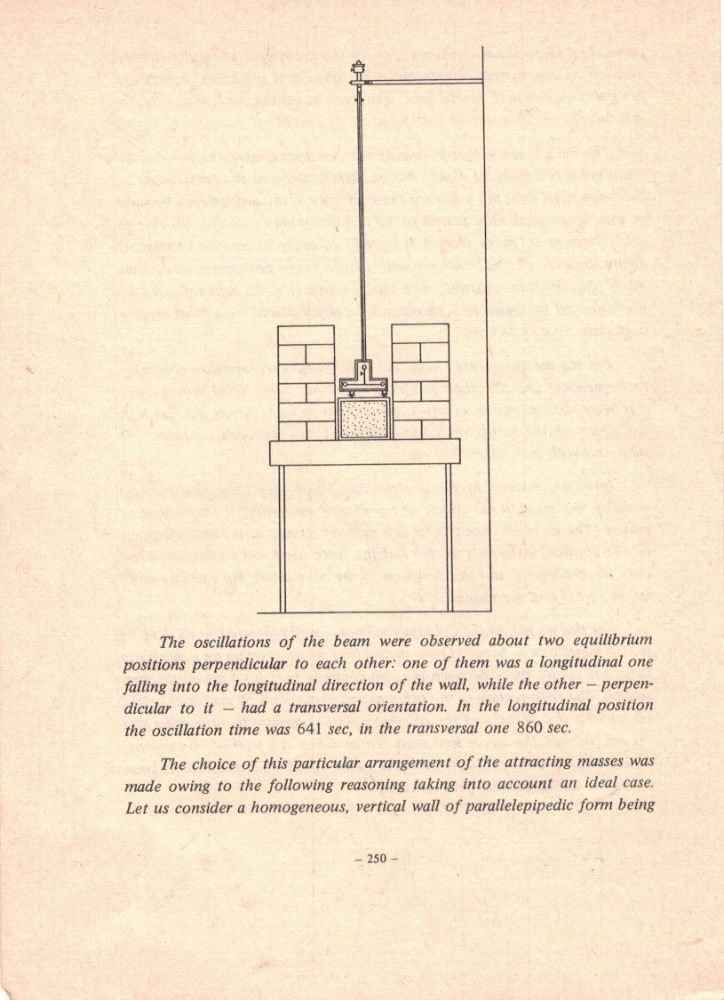 The oscillations of the beam were observed about two equilibrium
positions perpendicular to each other: one of them was a longitudinal one
falling into the longitudinal direction of the wall, while the other – perpen-
dicular to it – had a transversal orientation. In the longitudinal position
the oscillation time was 641 sec, in the transversal one 860 sec.
The choice of this particular arrangement of the attracting masses was
made owing to the following reasoning taking into account an ideal case.
Let us consider a homogeneous, vertical wall of parallelepipedic form being
– 250 –